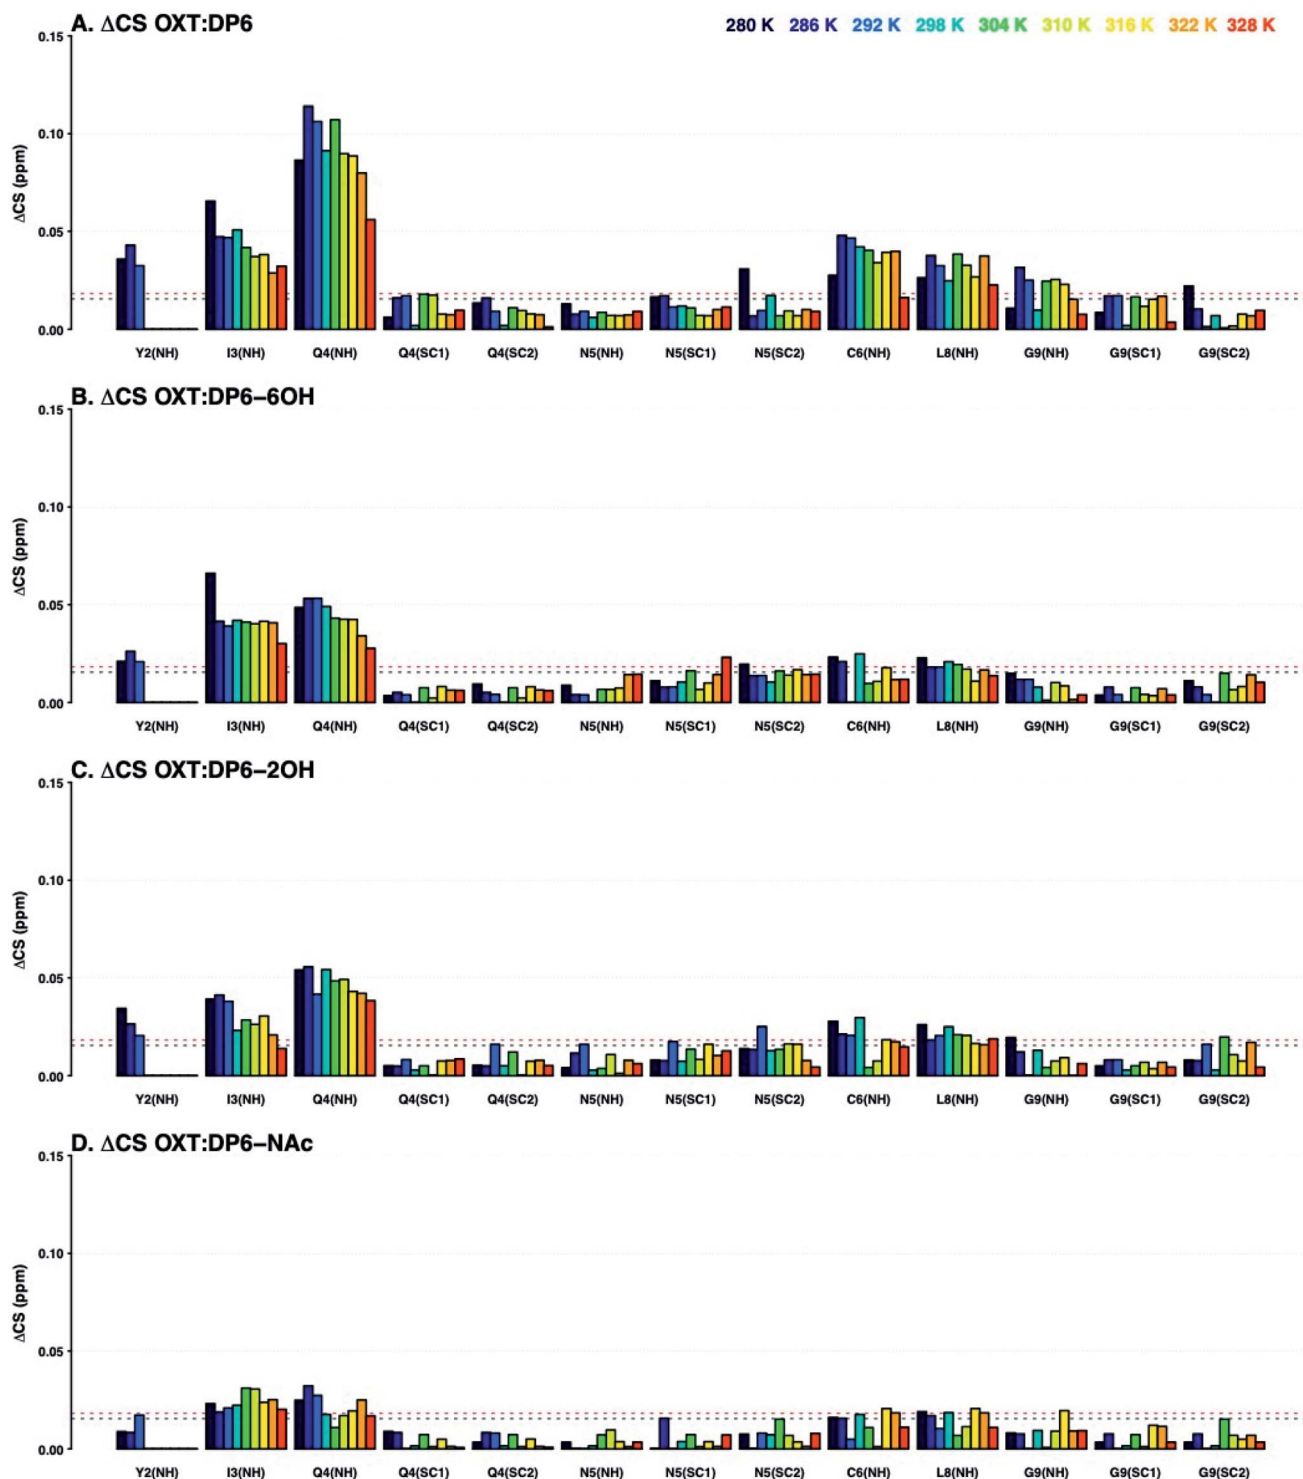 A. ΔCS OXT:DP6
280 K 286 K 292 K 298 K 304 K 310 K 316 K 322 K 328 K
0.15
0.10
0.05
0.00
ΔCS (ppm)
Y2(NH) I3(NH) Q4(NH) Q4(SC1) Q4(SC2) N5(NH) N5(SC1) N5(SC2) C6(NH) L8(NH) G9(NH) G9(SC1) G9(SC2)
B. ΔCS OXT:DP6–6OH
0.15
0.10
0.05
0.00
ΔCS (ppm)
Y2(NH) I3(NH) Q4(NH) Q4(SC1) Q4(SC2) N5(NH) N5(SC1) N5(SC2) C6(NH) L8(NH) G9(NH) G9(SC1) G9(SC2)
C. ΔCS OXT:DP6–2OH
0.15
0.10
0.05
0.00
ΔCS (ppm)
Y2(NH) I3(NH) Q4(NH) Q4(SC1) Q4(SC2) N5(NH) N5(SC1) N5(SC2) C6(NH) L8(NH) G9(NH) G9(SC1) G9(SC2)
D. ΔCS OXT:DP6–NAc
0.15
0.10
0.05
0.00
ΔCS (ppm)
Y2(NH) I3(NH) Q4(NH) Q4(SC1) Q4(SC2) N5(NH) N5(SC1) N5(SC2) C6(NH) L8(NH) G9(NH) G9(SC1) G9(SC2)